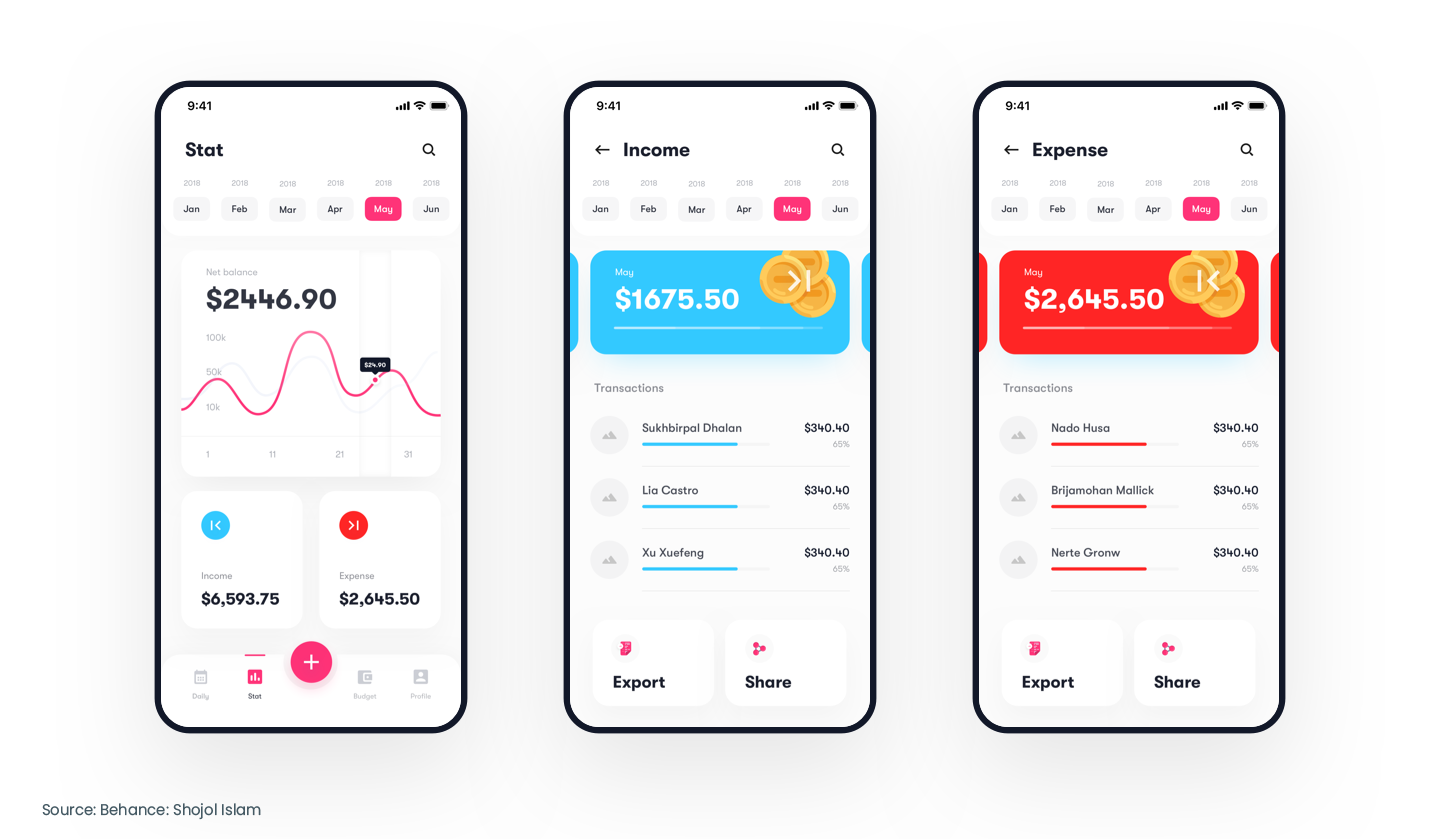 9:41
Stat
2018 2018 2018 2018 2018 2018
Jan Feb Mar Apr May Jun
Net balance
$2446.90
100k
$24.90
50k
10k
1 11 21 31
Income Expense
$6,593.75 $2,645.50
Daily Stat Budget Profile
9:41
Income
2018 2018 2018 2018 2018 2018
Jan Feb Mar Apr May Jun
May
$1675.50
Transactions
Sukhbirpal Dhalan $340.40
65%
Lia Castro $340.40
65%
Xu Xuefeng $340.40
65%
Export Share
9:41
Expense
2018 2018 2018 2018 2018 2018
Jan Feb Mar Apr May Jun
May
$2,645.50
Transactions
Nado Husa $340.40
65%
Brijamohan Mallick $340.40
65%
Nerte Gronw $340.40
65%
Export Share
Source: Behance: Shojol Islam